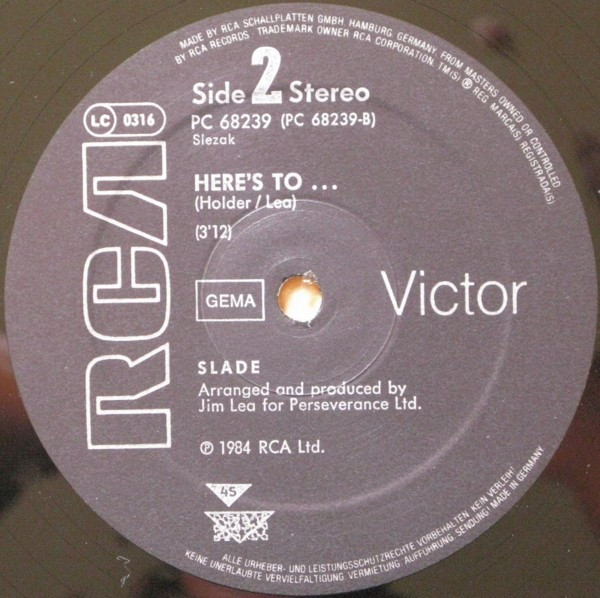 MADE BY RCA SCHALLPLATTEN GMBH, HAMBURG, GERMANY, FROM MASTERS OWNED OR CONTROLLED
BY RCA RECORDS. TRADEMARK OWNER RCA CORPORATION. TM(S) ® REG. MARCA(S) REGISTRADA(S)
Side 2 Stereo
LC 0316
PC 68239 (PC 68239-B)
Slezak
RCA
HERE'S TO ...
(Holder/Lea)
(3'12)
GEMA
Victor
SLADE
Arranged and produced by
Jim Lea for Perseverance Ltd.
℗ 1984 RCA Ltd.
45
ALLE URHEBER- UND LEISTUNGSSCHUTZRECHTE VORBEHALTEN. KEIN VERLEIH!
KEINE UNERLAUBTE VERVIELFÄLTIGUNG, VERMIETUNG, AUFFÜHRUNG, SENDUNG! MADE IN GERMANY